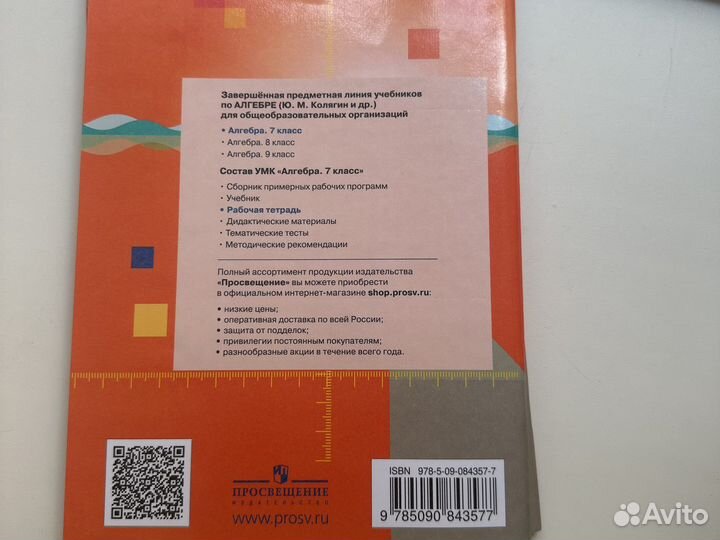 Завершённая предметная линия учебников
по АЛГЕБРЕ (Ю. М. Колягин и др.)
для общеобразовательных организаций
• Алгебра. 7 класс
• Алгебра. 8 класс
• Алгебра. 9 класс
Состав УМК «Алгебра. 7 класс»
• Сборник примерных рабочих программ
• Учебник
• Рабочая тетрадь
• Дидактические материалы
• Тематические тесты
• Методические рекомендации
Полный ассортимент продукции издательства
«Просвещение» вы можете приобрести
в официальном интернет-магазине shop.prosv.ru:
• низкие цены;
• оперативная доставка по всей России;
• защита от подделок;
• привилегии постоянным покупателям;
• разнообразные акции в течение всего года.
ПРОСВЕЩЕНИЕ
ИЗДАТЕЛЬСТВО
www.prosv.ru
ISBN 978-5-09-084357-7
9 785090 843577
Avito